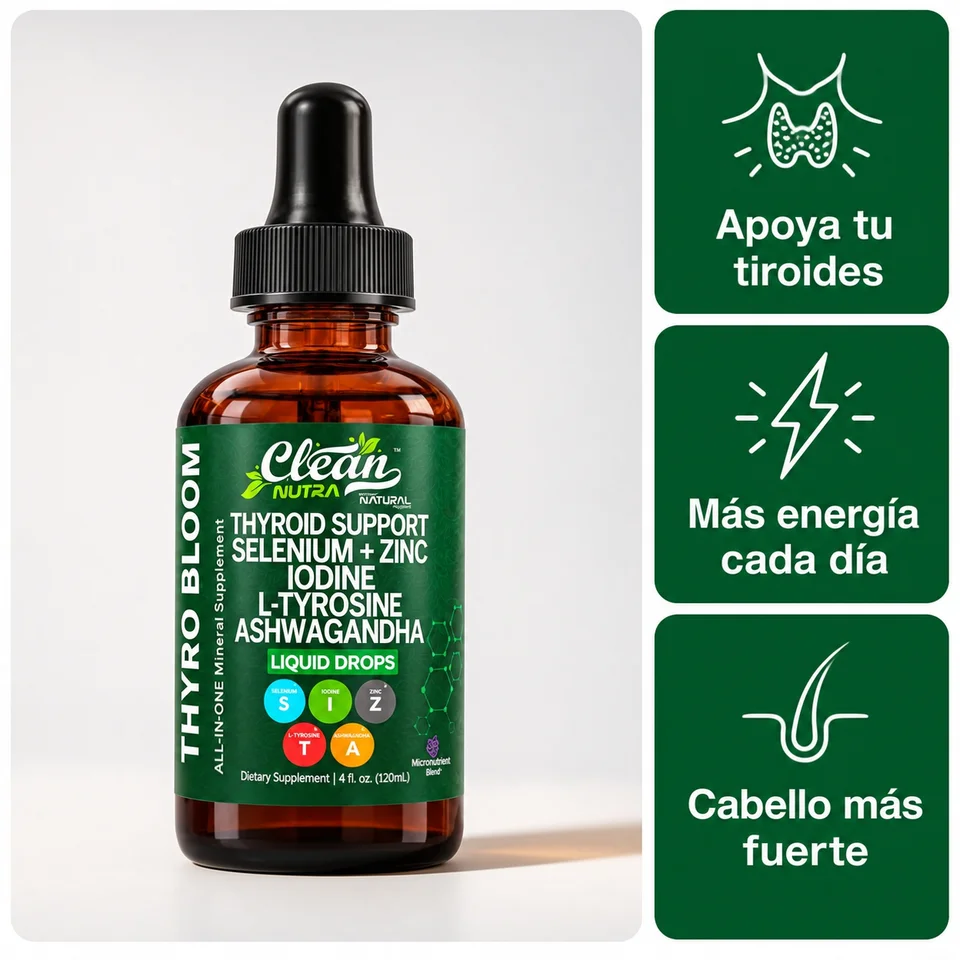 Clean™
NUTRA
NATURAL
THYRO BLOOM
ALL-IN-ONE Mineral Supplement
THYROID SUPPORT
SELENIUM + ZINC
IODINE
L-TYROSINE
ASHWAGANDHA
LIQUID DROPS
SELENIUM
S
IODINE
I
ZINC
Z
L-TYROSINE
T
ASHWAGANDHA
A
Micronutrient
Blend
Dietary Supplement | 4 fl. oz. (120mL)
Apoya tu
tiroides
Más energía
cada día
Cabello más
fuerte